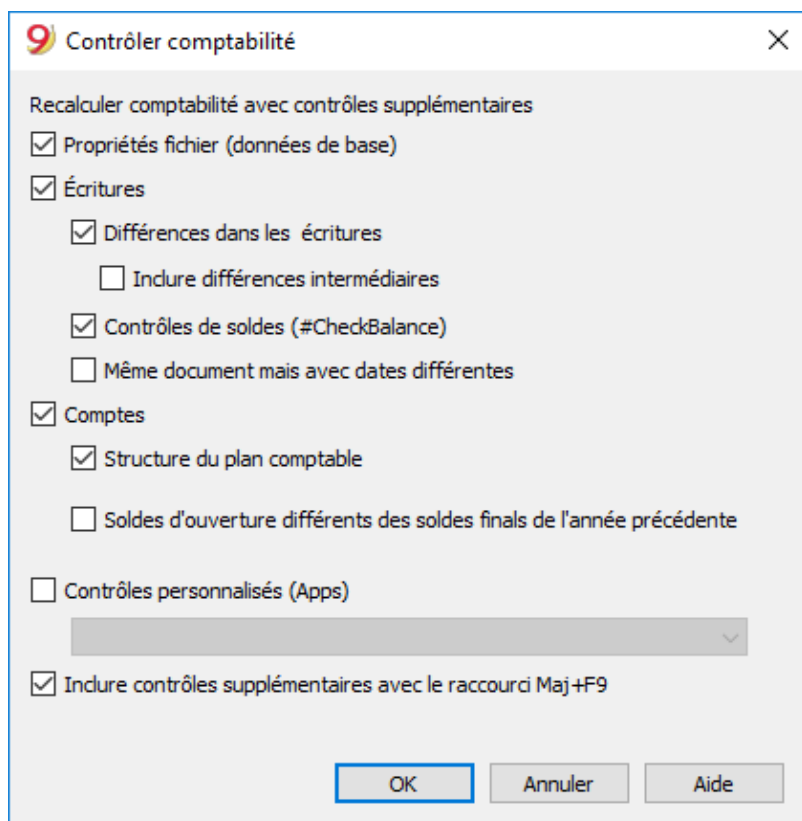 Contrôler comptabilité
Recalculer comptabilité avec contrôles supplémentaires
Propriétés fichier (données de base)
Écritures
Différences dans les écritures
Inclure différences intermédiaires
Contrôles de soldes (#CheckBalance)
Même document mais avec dates différentes
Comptes
Structure du plan comptable
Soldes d'ouverture différents des soldes finals de l'année précédente
Contrôles personnalisés (Apps)
Inclure contrôles supplémentaires avec le raccourci Maj+F9
OK Annuler Aide